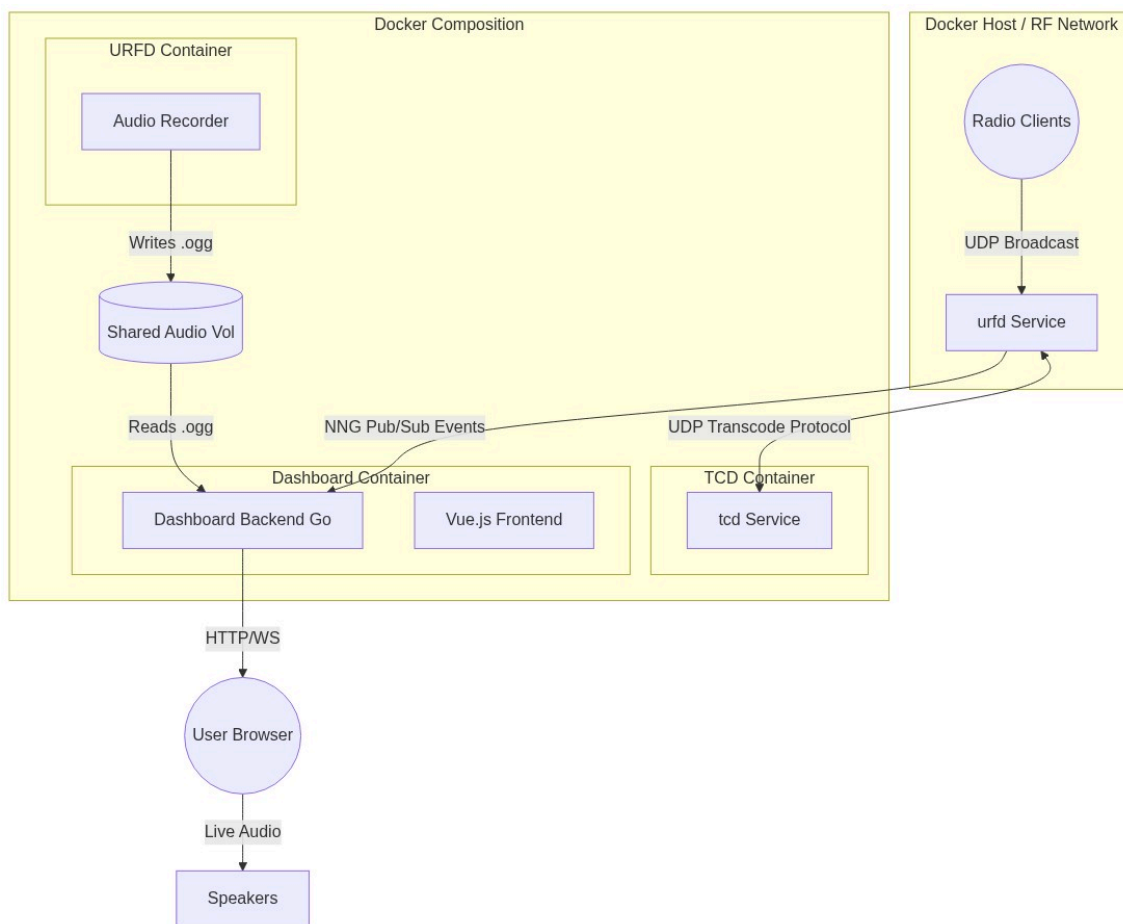 Docker Composition
Docker Host / RF Network
URFD Container
Audio Recorder
Radio Clients
Writes .ogg
UDP Broadcast
Shared Audio Vol
urfd Service
Reads .ogg
NNG Pub/Sub Events
UDP Transcode Protocol
Dashboard Container
TCD Container
Dashboard Backend Go
Vue.js Frontend
tcd Service
HTTP/WS
User Browser
Live Audio
Speakers